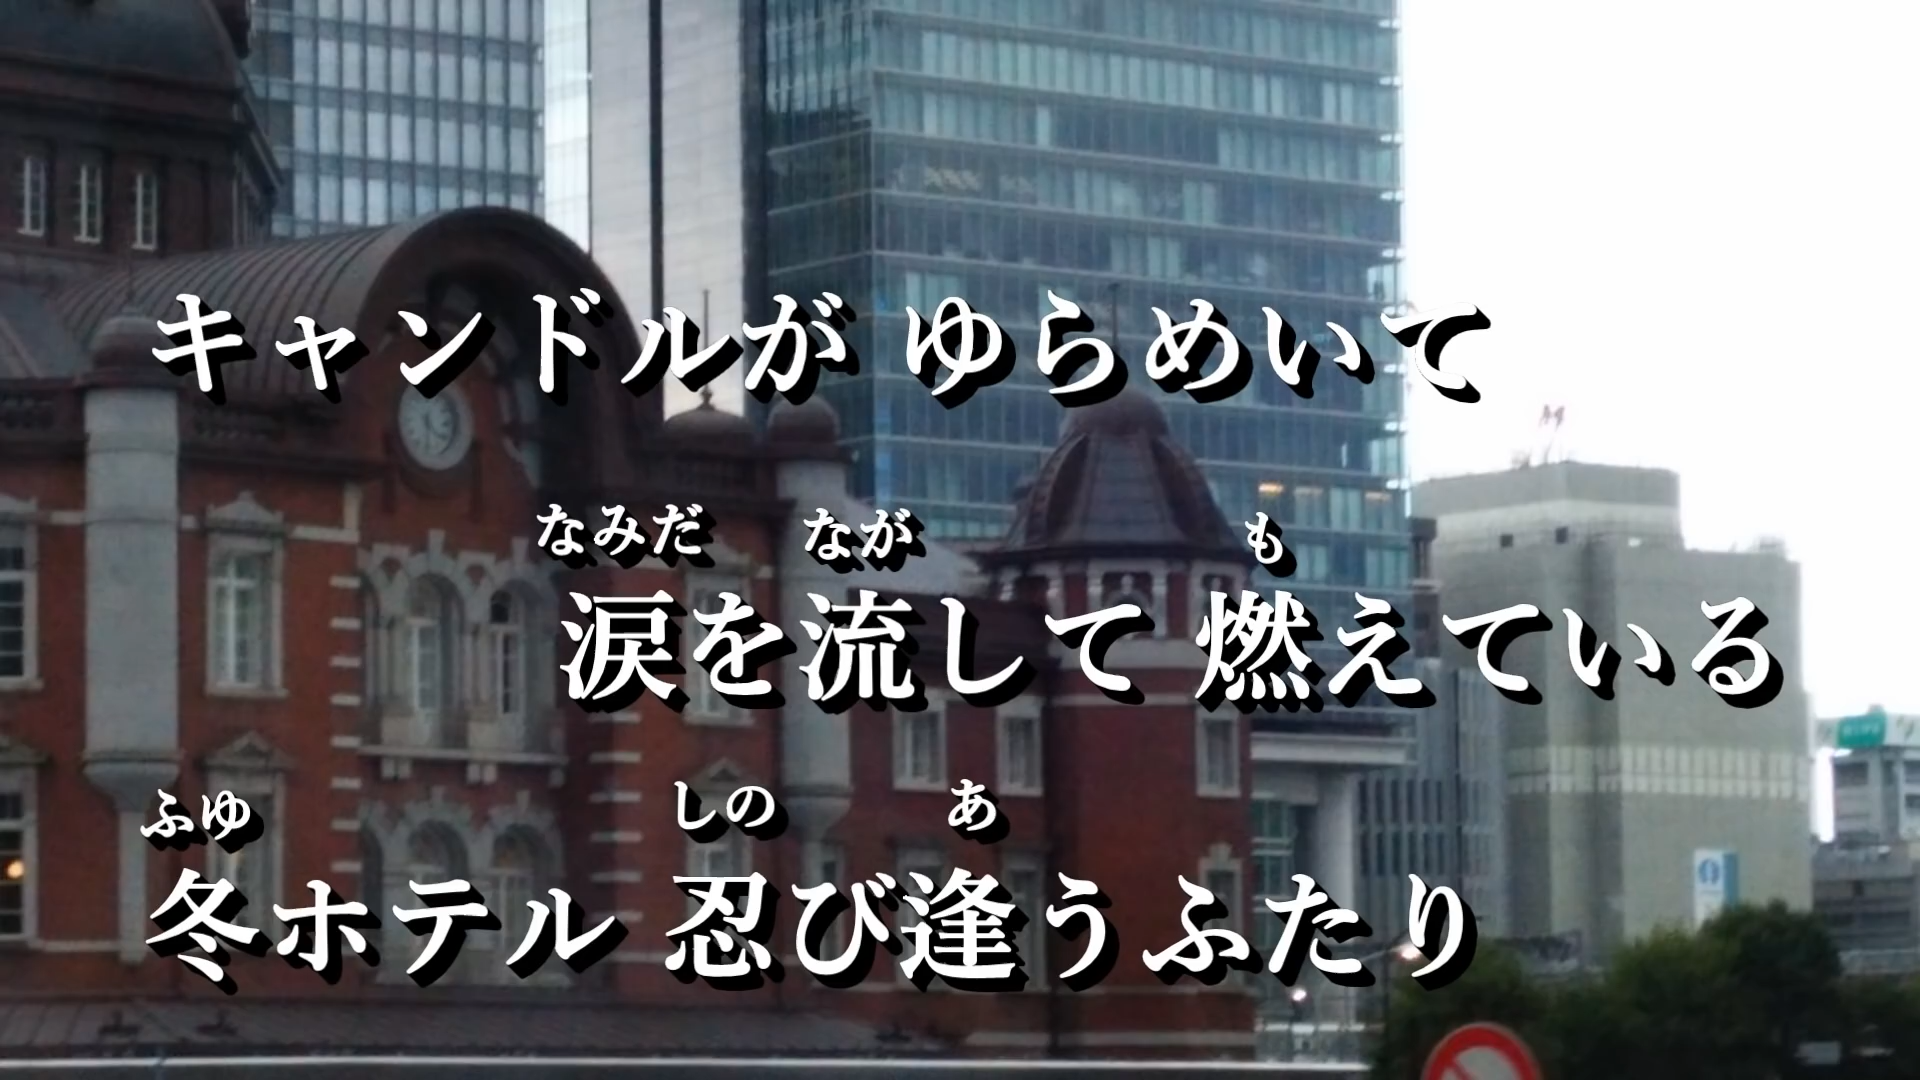 キャンドルが ゆらめいて
なみだ なが も
涙を流して 燃えている
ふゆ しの あ
冬ホテル 忍び逢うふたり